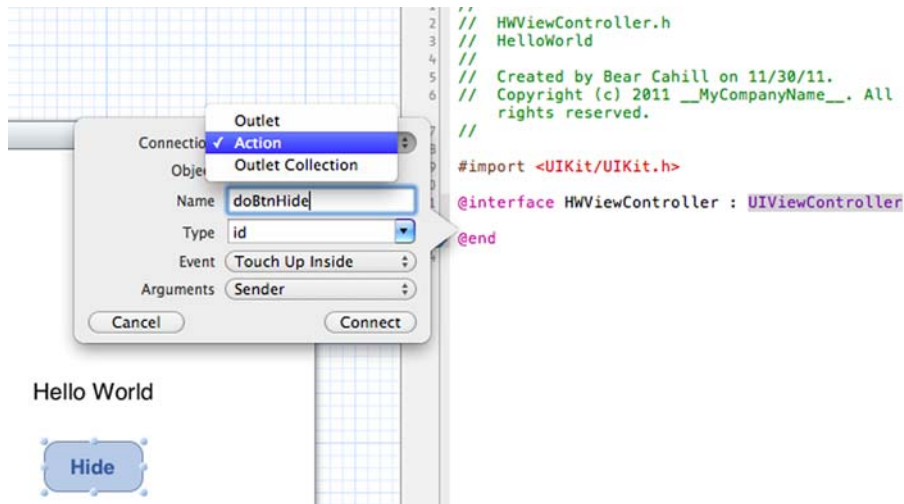 Outlet
Connectio ✓ Action
Outlet Collection
Obje
Name doBtnHide
Type id
Event Touch Up Inside
Arguments Sender
Cancel Connect
Hello World
Hide
2 // HWViewController.h
3 // HelloWorld
4 //
5 // Created by Bear Cahill on 11/30/11.
6 // Copyright (c) 2011 __MyCompanyName__. All
rights reserved.
//
#import <UIKit/UIKit.h>
@interface HWViewController : UIViewController
@end